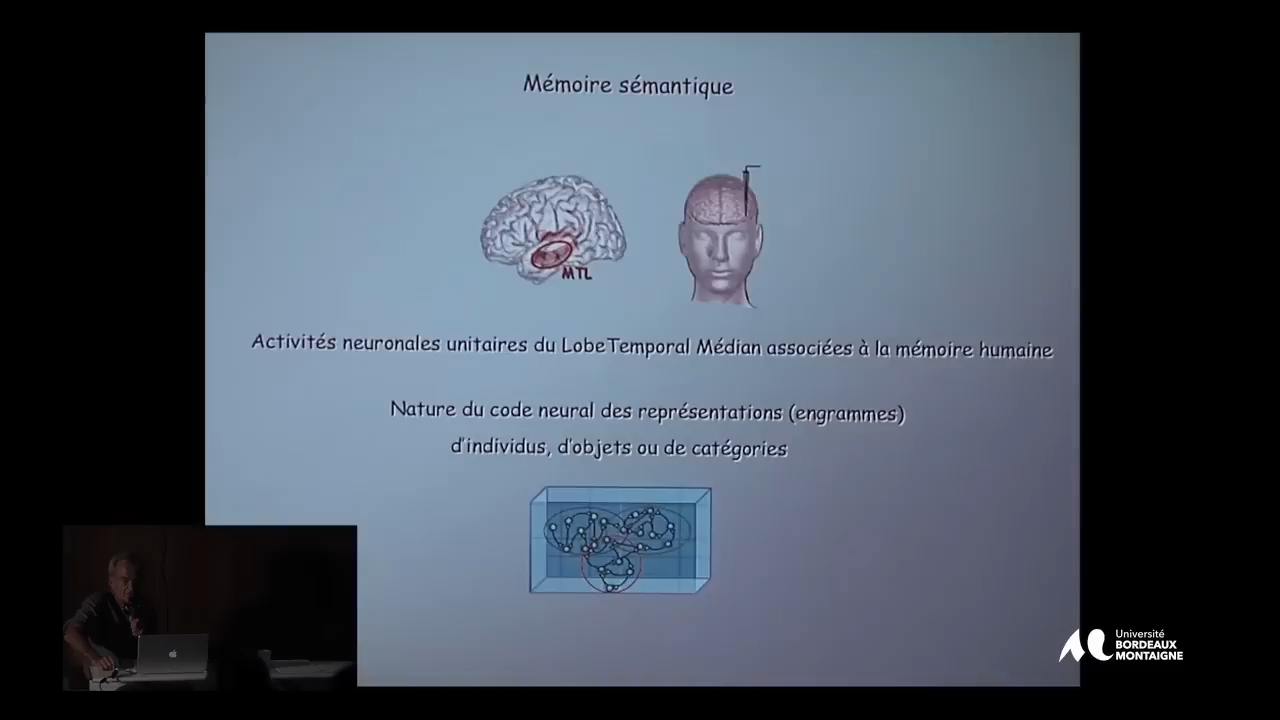 Mémoire sémantique
MTL
Activités neuronales unitaires du LobeTemporal Médian associées à la mémoire humaine
Nature du code neural des représentations (engrammes)
d'individus, d'objets ou de catégories
Université
BORDEAUX
MONTAIGNE